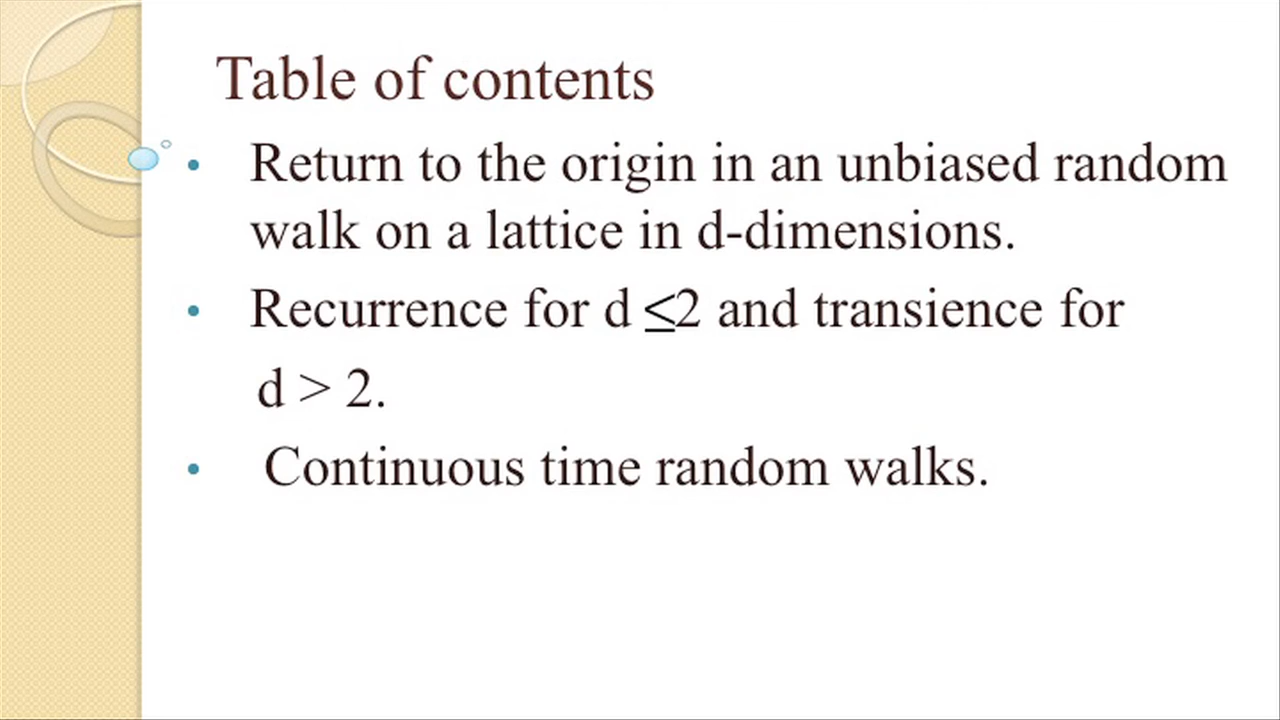 Table of contents
• Return to the origin in an unbiased random
walk on a lattice in d-dimensions.
• Recurrence for d ≤2 and transience for
d > 2.
• Continuous time random walks.